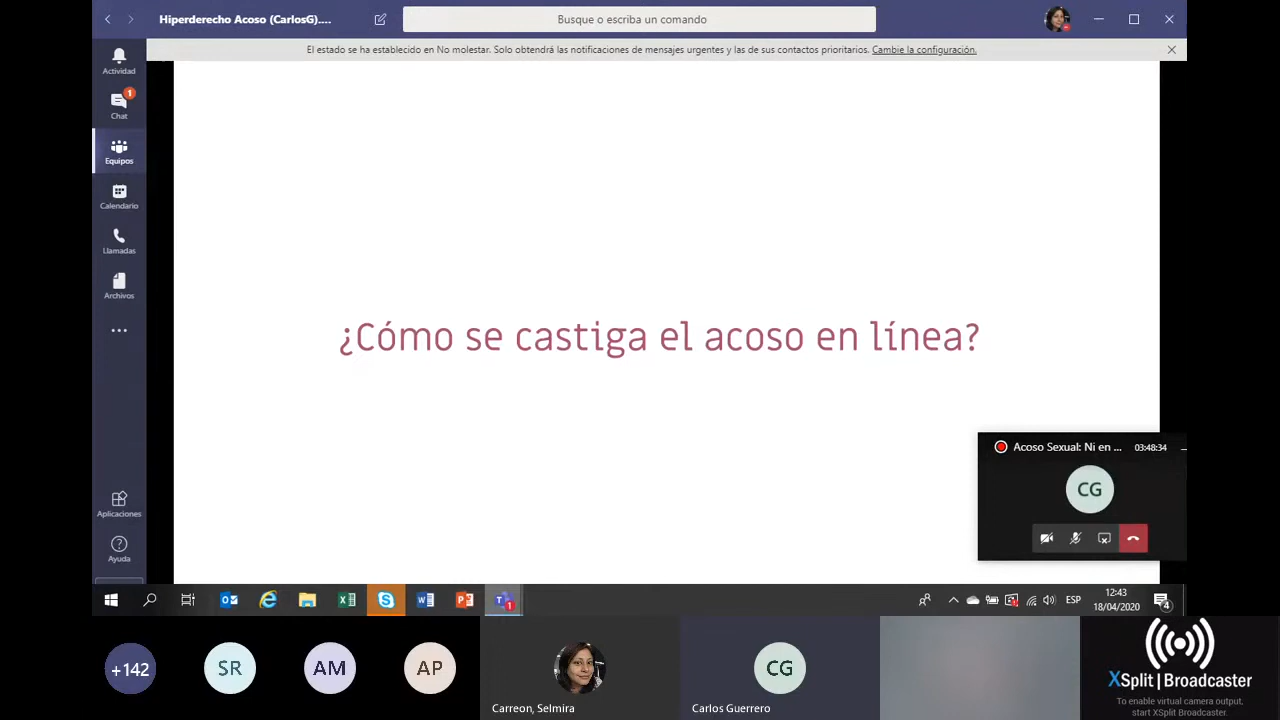 Hiperderecho Acoso (CarlosG)....
Busque o escriba un comando
El estado se ha establecido en No molestar. Solo obtendrá las notificaciones de mensajes urgentes y las de sus contactos prioritarios. Cambie la configuración.
Actividad
1
Chat
Equipos
Calendario
Llamadas
Archivos
Aplicaciones
Ayuda
¿Cómo se castiga el acoso en línea?
Acoso Sexual: Ni en ... 03:48:34
CG
ESP
12:43
18/04/2020
4
1
+142
SR
AM
AP
Carreon, Selmira
CG
Carlos Guerrero
XSplit | Broadcaster
To enable virtual camera output,
start XSplit Broadcaster.